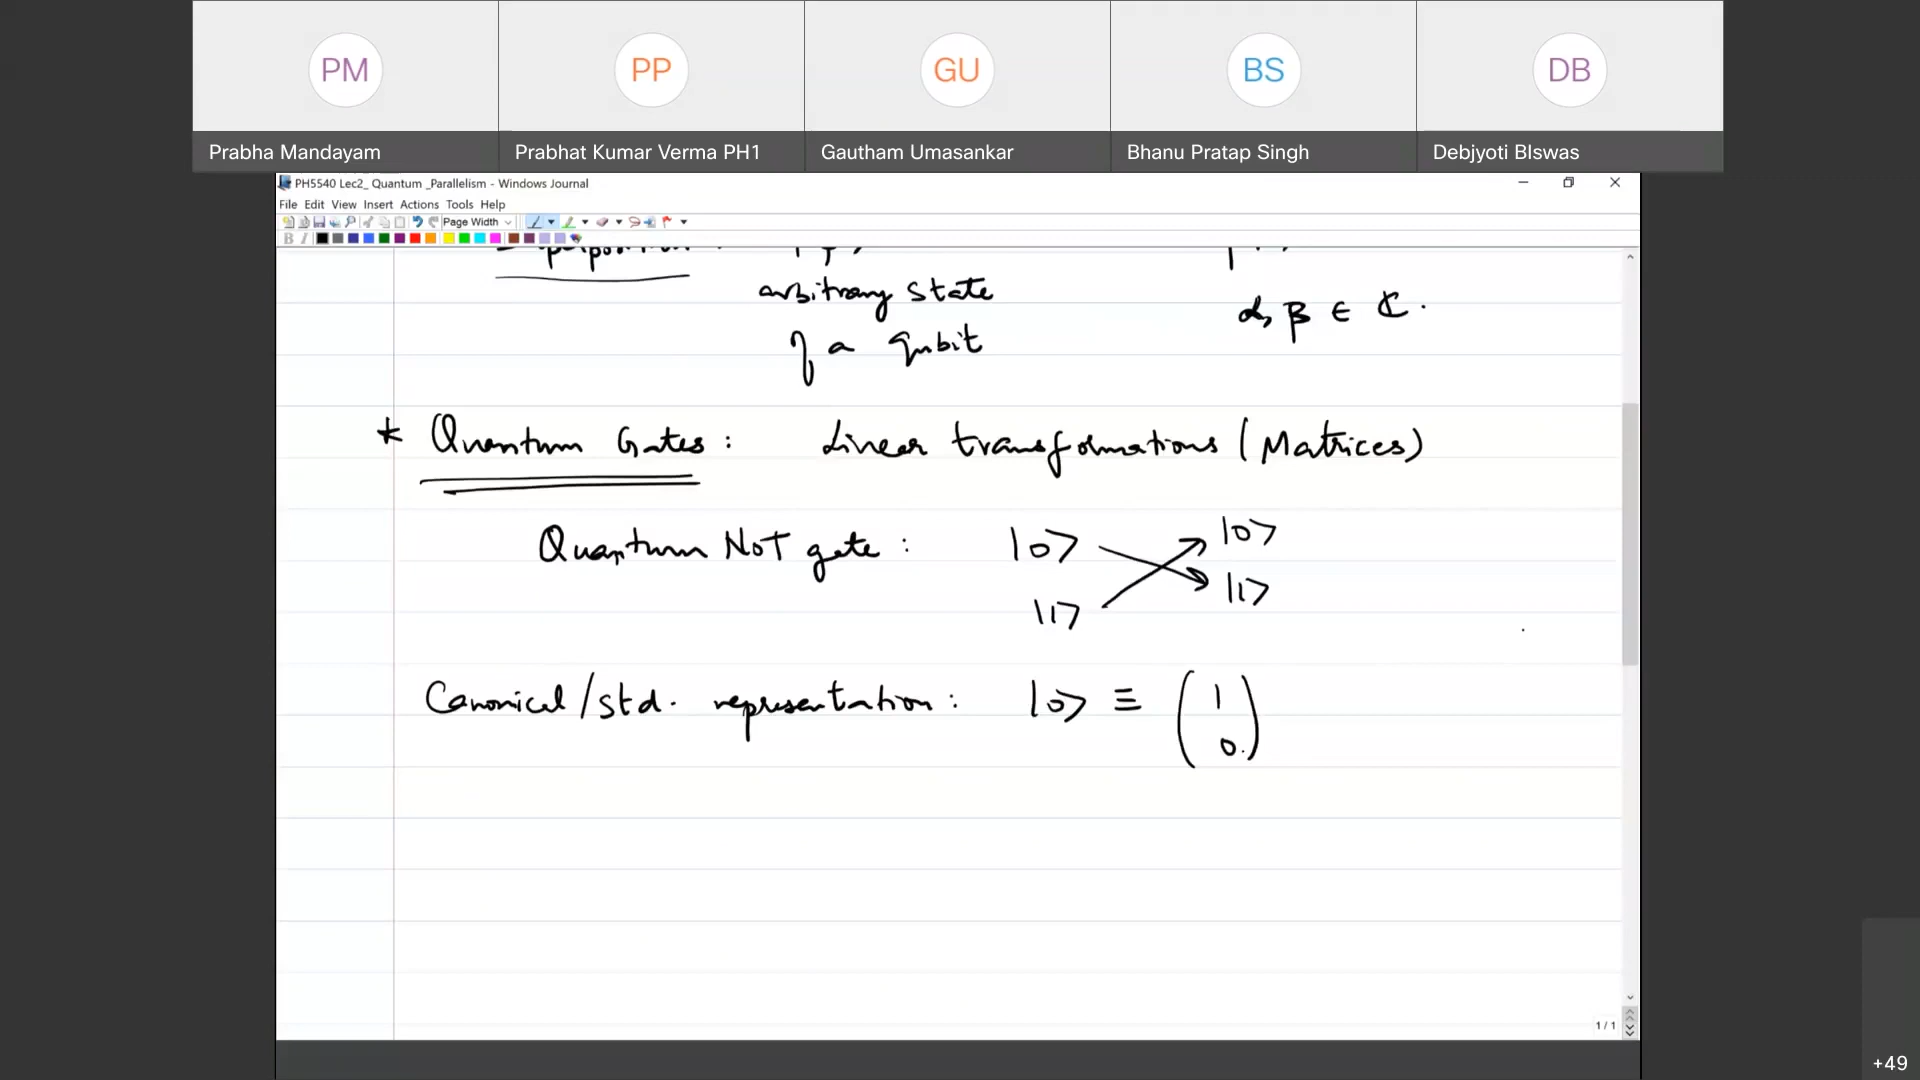 PM PP GU BS DB
Prabha Mandayam Prabhat Kumar Verma PH1 Gautham Umasankar Bhanu Pratap Singh Debjyoti BIswas
PH5540 Lec2_ Quantum _Parallelism - Windows Journal
File Edit View Insert Actions Tools Help
Page Width
B I
arbitrary state
α, β ∈ ℂ.
of a qubit
* Quantum Gates : Linear transformations (Matrices)
Quantum NOT gate : |0> |0>
|1> |1>
Canonical/std. representation : |0> ≡ ( 1
0 )
1 / 1
+49